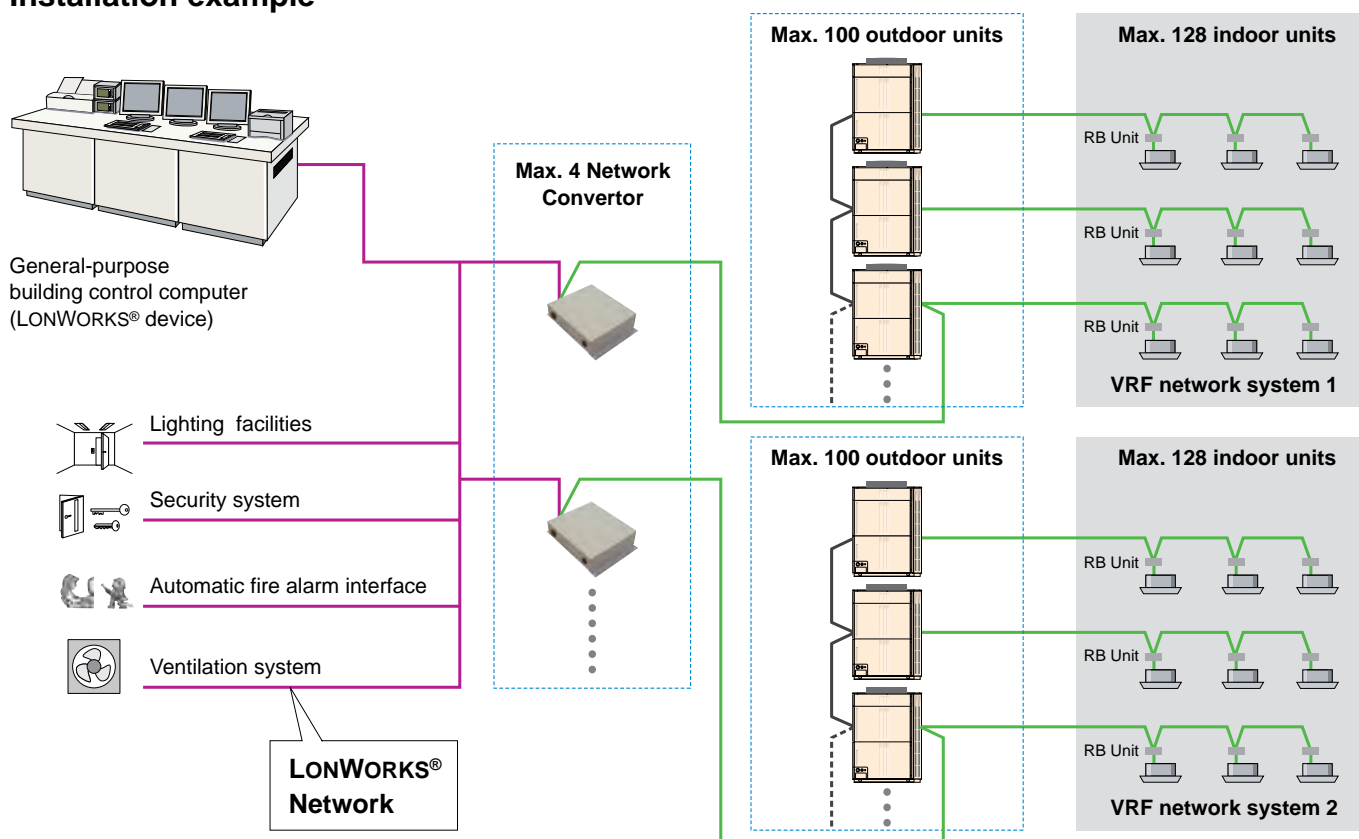 Installation example
General-purpose
building control computer
(LONWORKS® device)
Lighting facilities
Security system
Automatic fire alarm interface
Ventilation system
LONWORKS®
Network
Max. 4 Network
Convertor
Max. 100 outdoor units
Max. 128 indoor units
RB Unit
RB Unit
RB Unit
VRF network system 1
Max. 100 outdoor units
Max. 128 indoor units
RB Unit
RB Unit
RB Unit
VRF network system 2